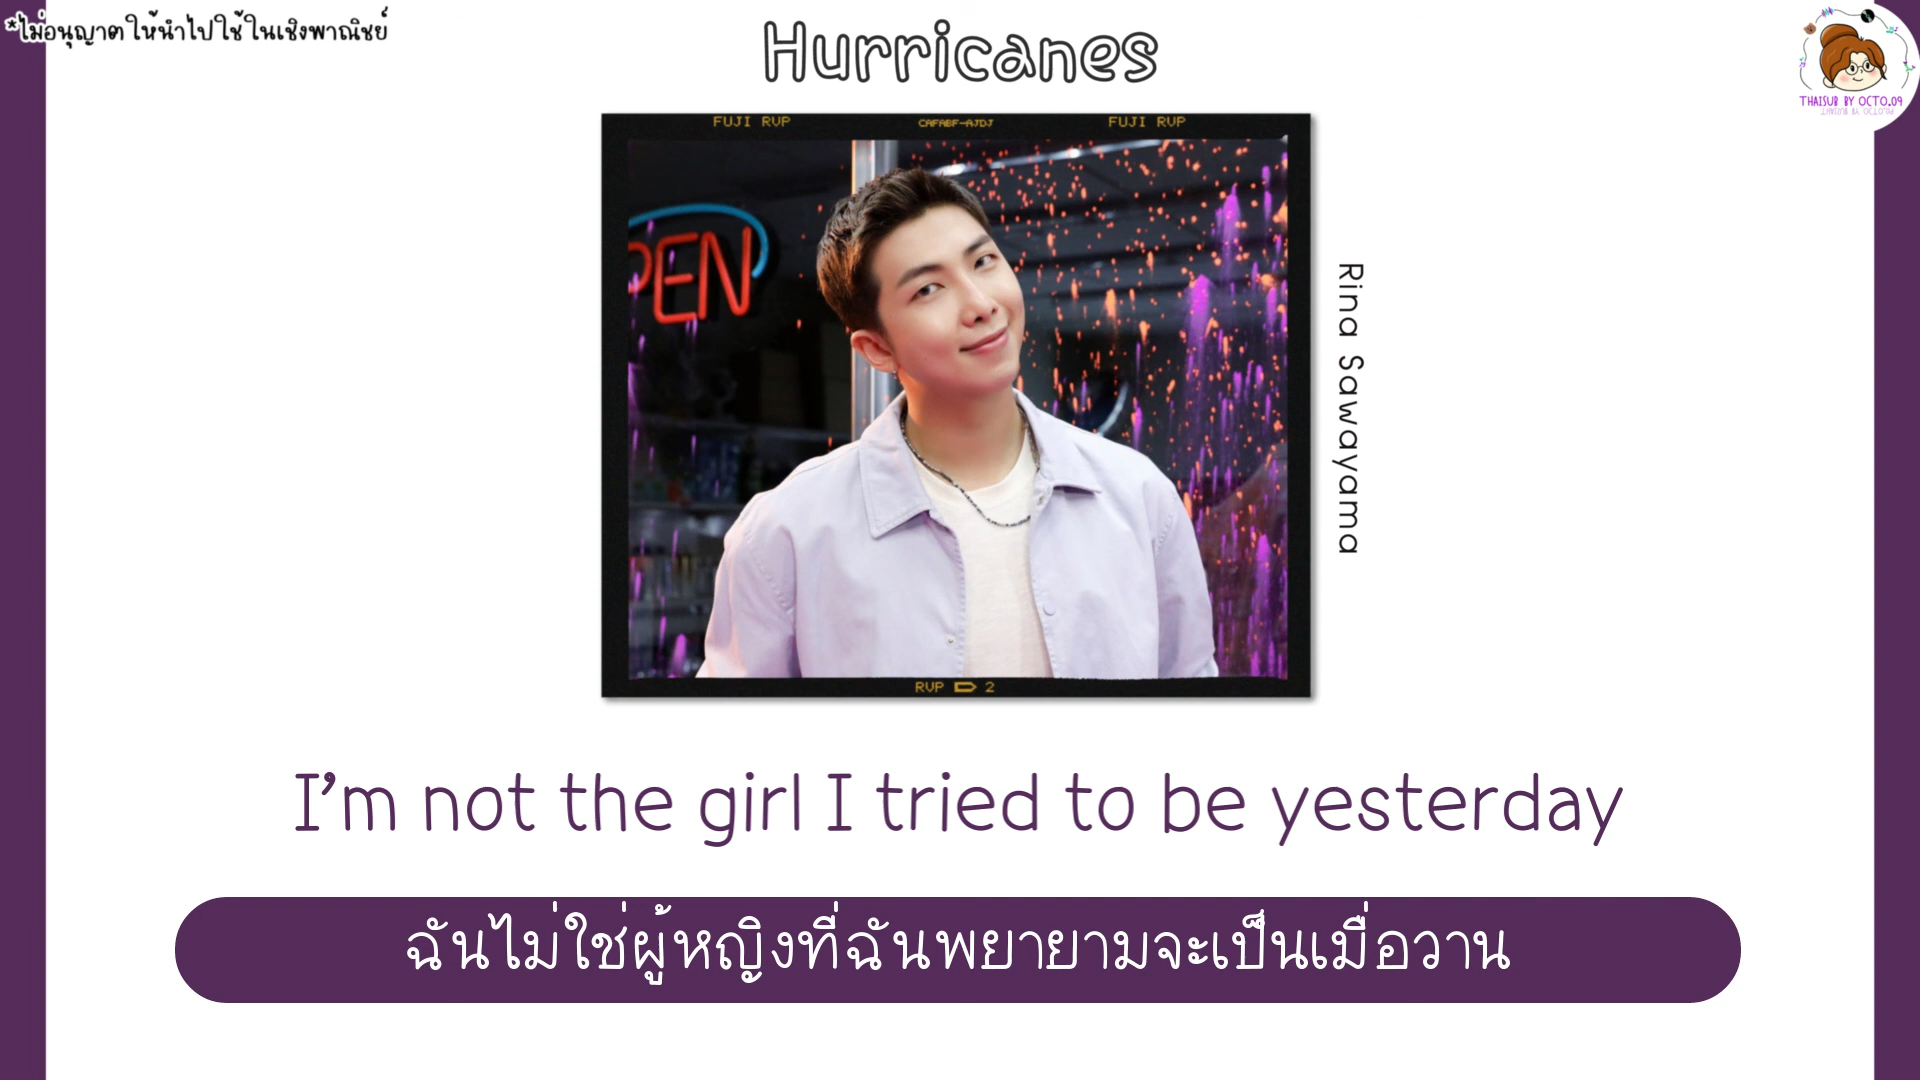 *ไม่อนุญาตให้นำไปใช้ในเชิงพาณิชย์
Hurricanes
THAISUB BY OCTO.09
FUJI RVP
CAFABF-AJDJ
FUJI RVP
PEN
Rina Sawayama
RVP 2
I'm not the girl I tried to be yesterday
ฉันไม่ใช่ผู้หญิงที่ฉันพยายามจะเป็นเมื่อวาน